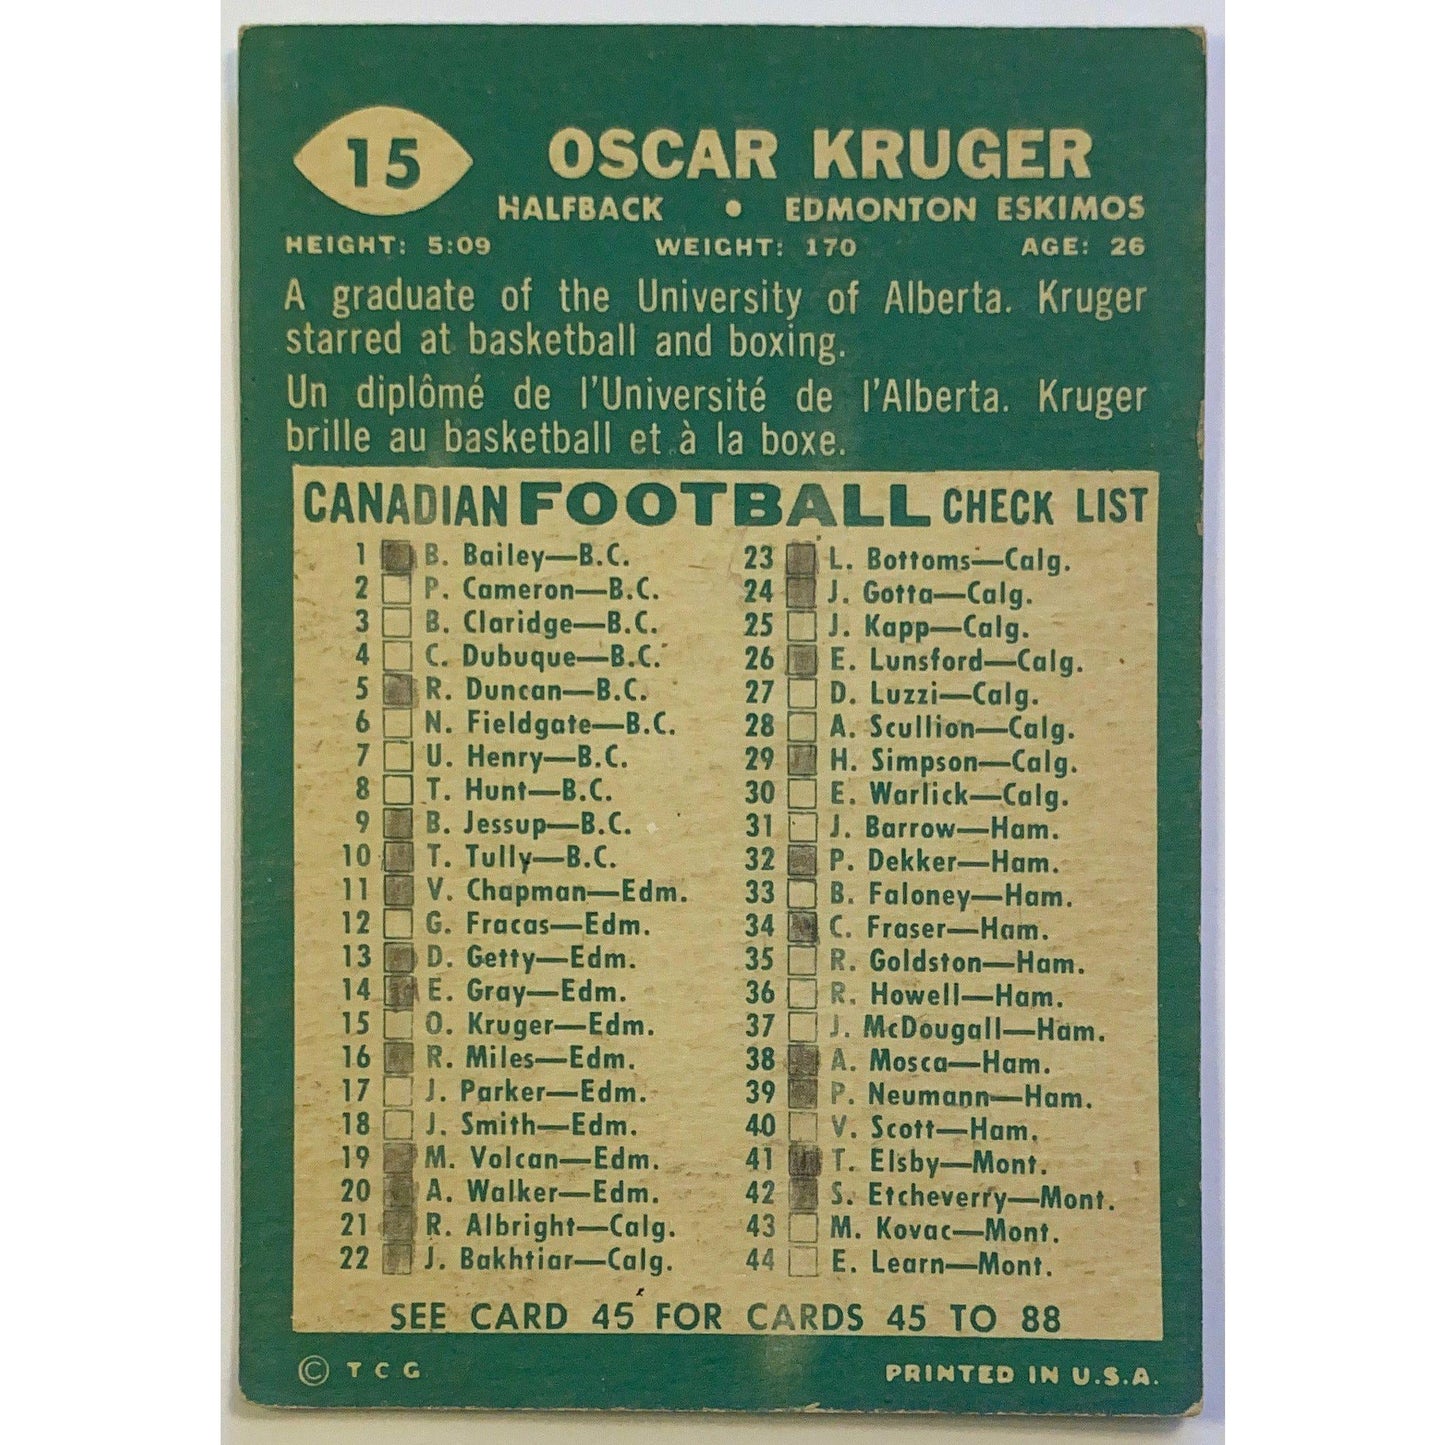 15 OSCAR KRUGER
HALFBACK • EDMONTON ESKIMOS
HEIGHT: 5:09 WEIGHT: 170 AGE: 26
A graduate of the University of Alberta. Kruger
starred at basketball and boxing.
Un diplômé de l'Université de l'Alberta. Kruger
brille au basketball et à la boxe.
CANADIAN FOOTBALL CHECK LIST
1 B. Bailey—B.C.
2 P. Cameron—B.C.
3 B. Claridge—B.C.
4 C. Dubuque—B.C.
5 R. Duncan—B.C.
6 N. Fieldgate—B.C.
7 U. Henry—B.C.
8 T. Hunt—B.C.
9 B. Jessup—B.C.
10 T. Tully—B.C.
11 V. Chapman—Edm.
12 G. Fracas—Edm.
13 D. Getty—Edm.
14 E. Gray—Edm.
15 O. Kruger—Edm.
16 R. Miles—Edm.
17 J. Parker—Edm.
18 J. Smith—Edm.
19 M. Volcan—Edm.
20 A. Walker—Edm.
21 R. Albright—Calg.
22 J. Bakhtiar—Calg.
23 L. Bottoms—Calg.
24 J. Gotta—Calg.
25 J. Kapp—Calg.
26 E. Lunsford—Calg.
27 D. Luzzi—Calg.
28 A. Scullion—Calg.
29 H. Simpson—Calg.
30 E. Warlick—Calg.
31 J. Barrow—Ham.
32 P. Dekker—Ham.
33 B. Faloney—Ham.
34 C. Fraser—Ham.
35 R. Goldston—Ham.
36 R. Howell—Ham.
37 J. McDougall—Ham.
38 A. Mosca—Ham.
39 P. Neumann—Ham.
40 V. Scott—Ham.
41 T. Elsby—Mont.
42 S. Etcheverry—Mont.
43 M. Kovac—Mont.
44 E. Learn—Mont.
SEE CARD 45 FOR CARDS 45 TO 88
© T C G PRINTED IN U.S.A.